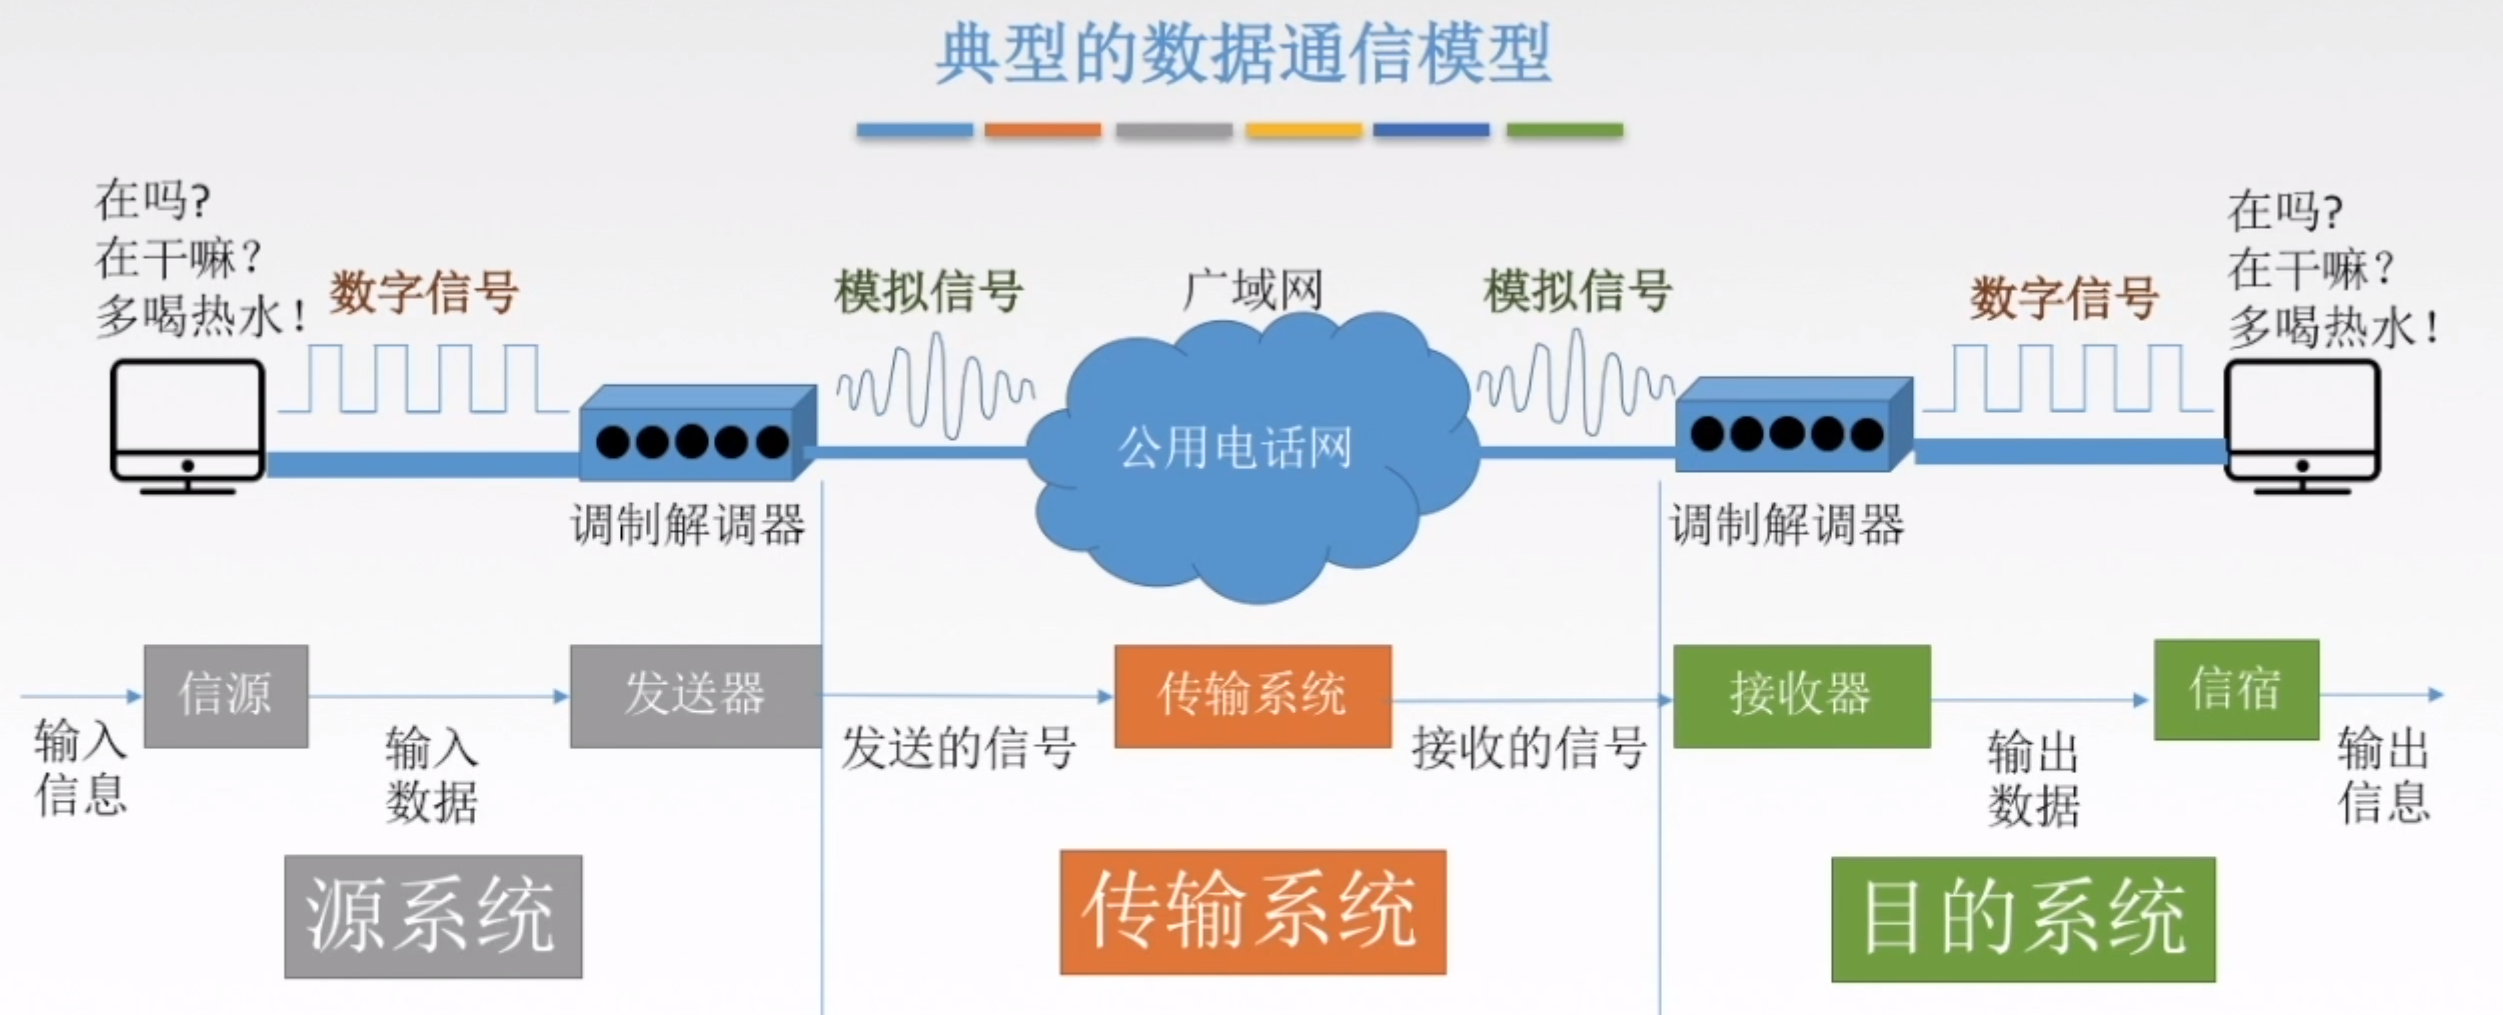 典型的数据通信模型
在吗?
在干嘛?
多喝热水!
数字信号
模拟信号
广域网
模拟信号
数字信号
在吗?
在干嘛?
多喝热水!
公用电话网
调制解调器
调制解调器
信源
发送器
传输系统
接收器
信宿
输入
信息
输入
数据
发送的信号
接收的信号
输出
数据
输出
信息
源系统
传输系统
目的系统